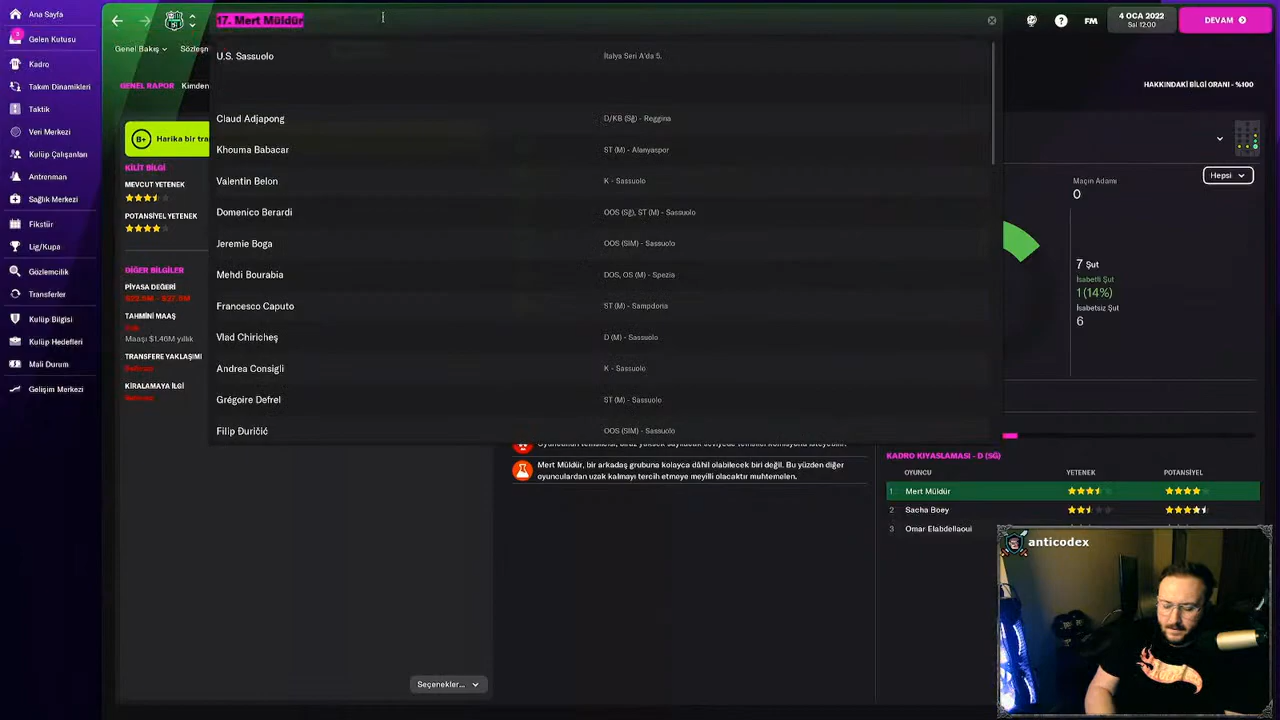 Ana Sayfa
Gelen Kutusu
Kadro
Takım Dinamikleri
Taktik
Veri Merkezi
Kulüp Çalışanları
Antrenman
Sağlık Merkezi
Fikstür
Lig/Kupa
Gözlemcilik
Transferler
Kulüp Bilgisi
Kulüp Hedefleri
Mali Durum
Gelişim Merkezi
17. Mert Müldür
FM
4 OCA 2022
Sal 12:00
DEVAM
Genel Bakış
Sözleşm
GENEL RAPOR
Kimden
HAKKINDAKİ BİLGİ ORANI - %100
B+
Harika bir tra
KİLİT BİLGİ
MEVCUT YETENEK
POTANSİYEL YETENEK
DİĞER BİLGİLER
PİYASA DEĞERİ
TAHMİNİ MAAŞ
Maaşı $1.46M yıllık
TRANSFERE YAKLAŞIMI
KİRALAMAYA İLGİ
U.S. Sassuolo
İtalya Seri A'da 5.
Claud Adjapong
D/KB (Sğ) - Reggina
Khouma Babacar
ST (M) - Alanyaspor
Valentin Belon
K - Sassuolo
Domenico Berardi
OOS (Sğ), ST (M) - Sassuolo
Jeremie Boga
OOS (SlM) - Sassuolo
Mehdi Bourabia
DOS, OS (M) - Spezia
Francesco Caputo
ST (M) - Sampdoria
Vlad Chiricheş
D (M) - Sassuolo
Andrea Consigli
K - Sassuolo
Grégoire Defrel
ST (M) - Sassuolo
Filip Đuričić
OOS (SlM) - Sassuolo
Hepsi
Maçın Adamı
0
7 Şut
İsabetli Şut
1 (14%)
İsabetsiz Şut
6
Mert Müldür, bir arkadaş grubuna kolayca dâhil olabilecek biri değil. Bu yüzden diğer
oyunculardan uzak kalmayı tercih etmeye meyilli olacaktır muhtemelen.
KADRO KIYASLAMASI - D (SĞ)
OYUNCU
YETENEK
POTANSİYEL
1 Mert Müldür
2 Sacha Boey
3 Omar Elabdellaoui
Seçenekler...
anticodex